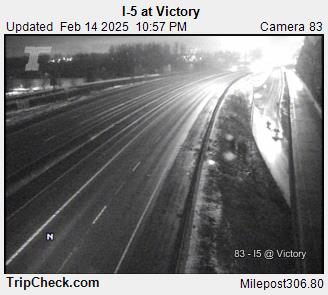 I-5 at Victory
Updated  Feb 14 2025  10:57 PM
Camera 83
T
N
83 - I5 @ Victory
TripCheck.com
Milepost306.80